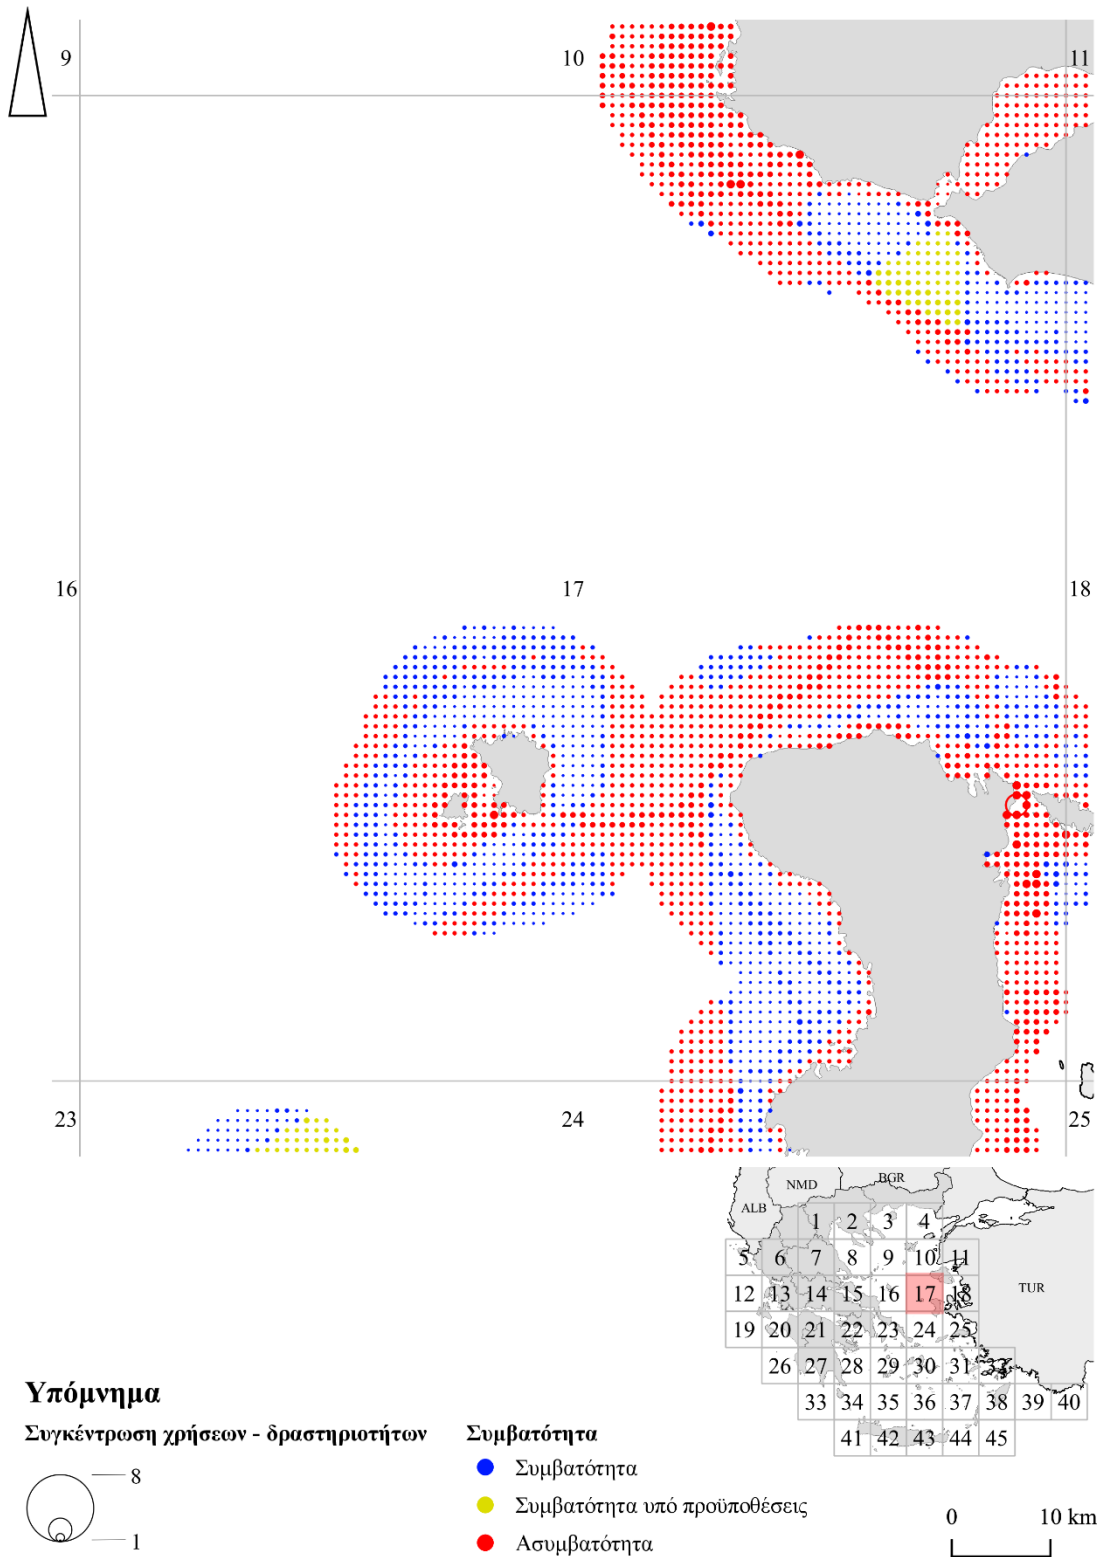 9 10 11
16 17 18
23 24 25
NMD BGR
ALB
1 2 3 4
5 6 7 8 9 10 11
TUR
12 13 14 15 16 17 18
19 20 21 22 23 24 25
26 27 28 29 30 31 32
33 34 35 36 37 38 39 40
41 42 43 44 45
Υπόμνημα
Συγκέντρωση χρήσεων - δραστηριοτήτων
8
1
Συμβατότητα
Συμβατότητα
Συμβατότητα υπό προϋποθέσεις
Ασυμβατότητα
0 10 km